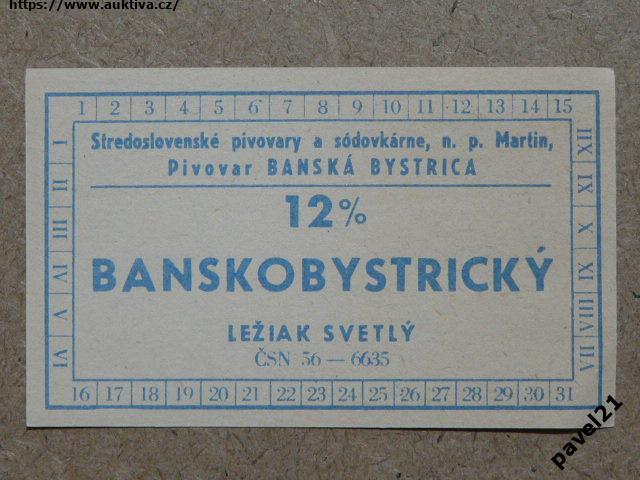 https://www.auktiva.cz/
1 2 3 4 5 6 7 8 9 10 11 12 13 14 15
Stredoslovenské pivovary a sódovkárne, n. p. Martin,
Pivovar BANSKÁ BYSTRICA
12%
BANSKOBYSTRICKÝ
LEŽIAK SVETLÝ
ČSN 56 — 6635
16 17 18 19 20 21 22 23 24 25 26 27 28 29 30 31
I
II
III
IV
V
VI
XII
IX
X
XI
VIII
VII
pavel21